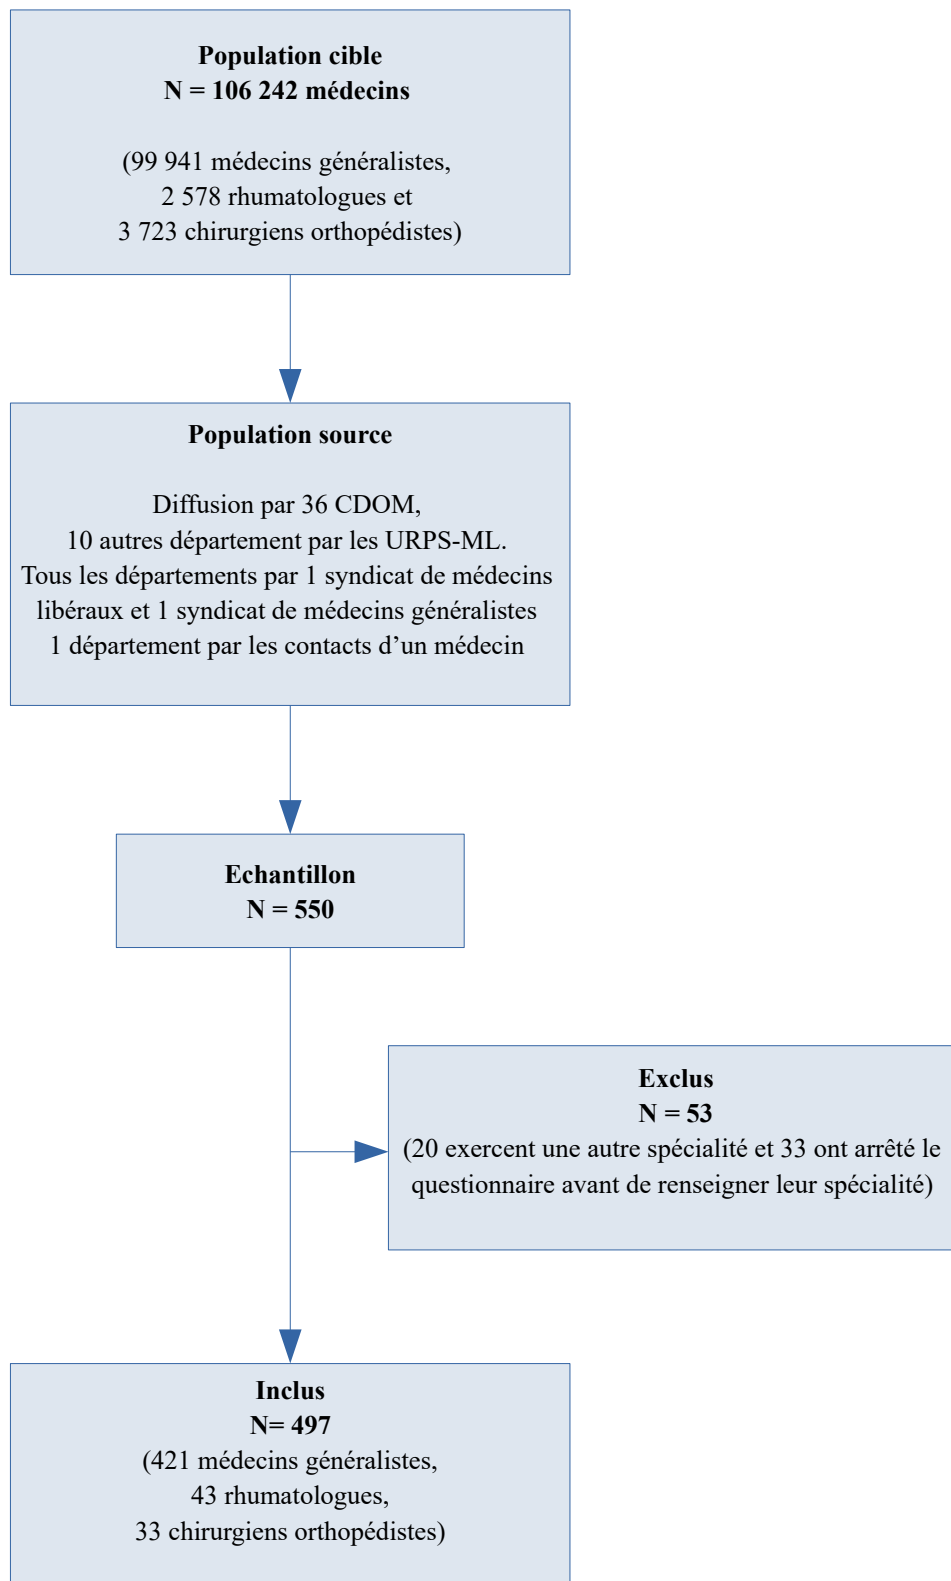 Population cible
N = 106 242 médecins
(99 941 médecins généralistes,
2 578 rhumatologues et
3 723 chirurgiens orthopédistes)
Population source
Diffusion par 36 CDOM,
10 autres département par les URPS-ML.
Tous les départements par 1 syndicat de médecins
libéraux et 1 syndicat de médecins généralistes
1 département par les contacts d’un médecin
Echantillon
N = 550
Exclus
N = 53
(20 exercent une autre spécialité et 33 ont arrêté le
questionnaire avant de renseigner leur spécialité)
Inclus
N= 497
(421 médecins généralistes,
43 rhumatologues,
33 chirurgiens orthopédistes)